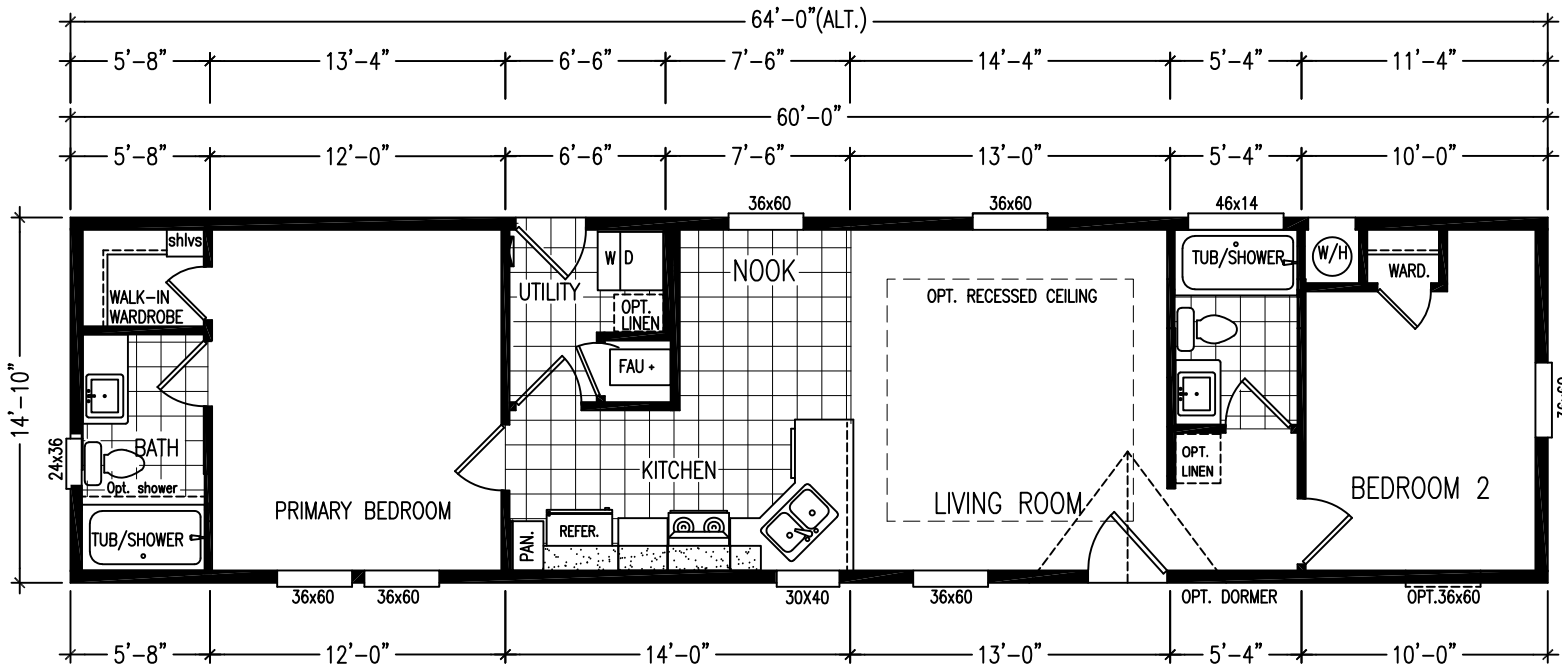 64'-0"(ALT.)
5'-8" 13'-4" 6'-6" 7'-6" 14'-4" 5'-4" 11'-4"
60'-0"
5'-8" 12'-0" 6'-6" 7'-6" 13'-0" 5'-4" 10'-0"
36x60 36x60 46x14
shlvs
WALK-IN
WARDROBE
W D
UTILITY
OPT.
LINEN
FAU +
NOOK
OPT. RECESSED CEILING
TUB/SHOWER
W/H
WARD.
14'-10"
24x36
BATH
Opt. shower
TUB/SHOWER
PRIMARY BEDROOM
KITCHEN
PAN.
REFER.
LIVING ROOM
OPT.
LINEN
BEDROOM 2
36x60
36x60 36x60 30X40 36x60 OPT. DORMER OPT.36x60
5'-8" 12'-0" 14'-0" 13'-0" 5'-4" 10'-0"